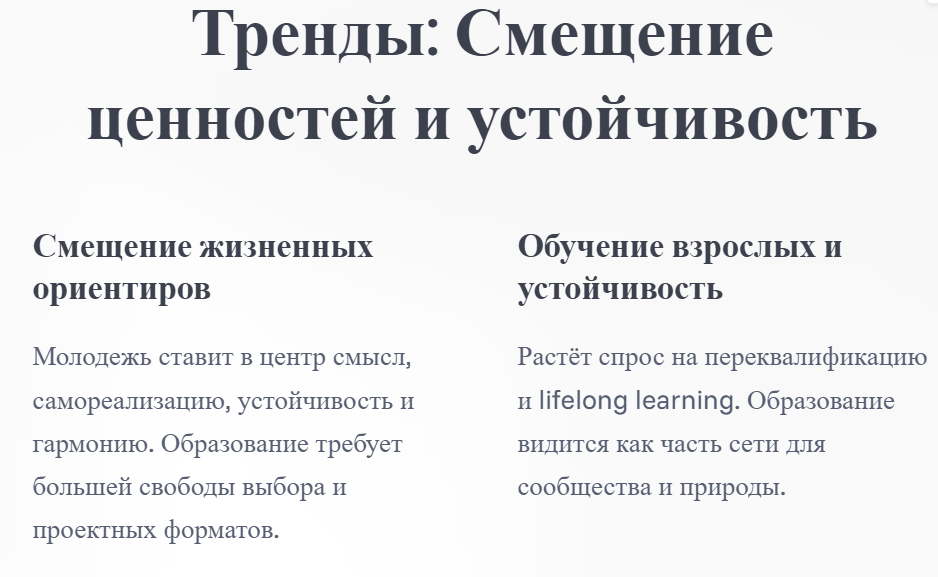 Тренды: Смещение
ценностей и устойчивость
Смещение жизненных
ориентиров
Молодежь ставит в центр смысл,
самореализацию, устойчивость и
гармонию. Образование требует
большей свободы выбора и
проектных форматов.
Обучение взрослых и
устойчивость
Растёт спрос на переквалификацию
и lifelong learning. Образование
видится как часть сети для
сообщества и природы.